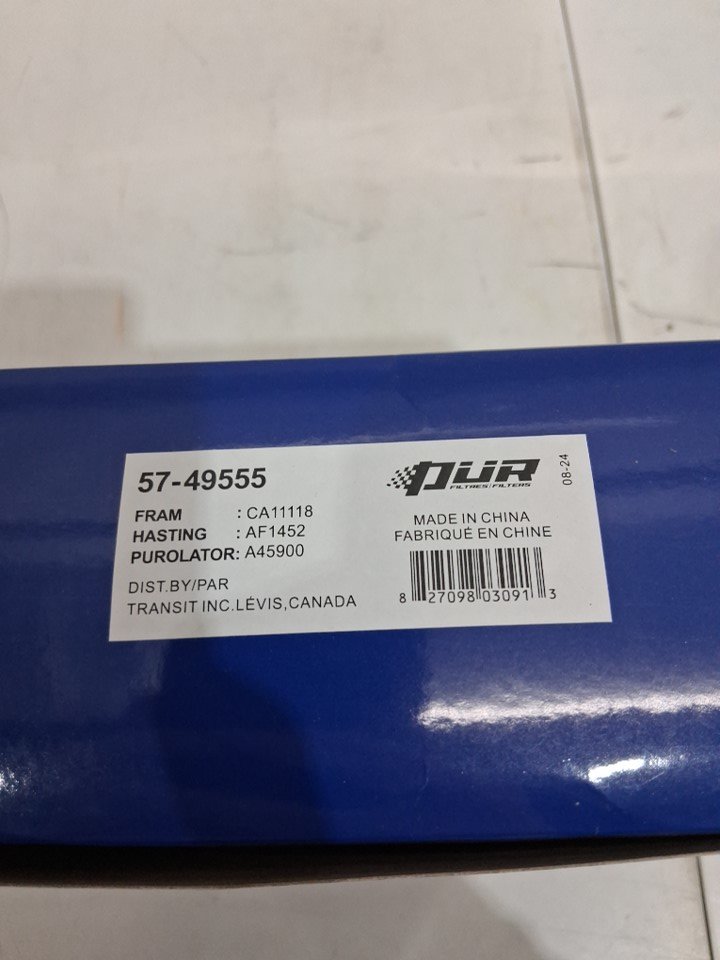 57-49555
FRAM : CA11118
HASTING : AF1452
PUROLATOR: A45900
DIST.BY/PAR
TRANSIT INC.LÉVIS,CANADA
PÜR
FILTRES/FILTERS
08-24
MADE IN CHINA
FABRIQUÉ EN CHINE
8 27098 03091 3